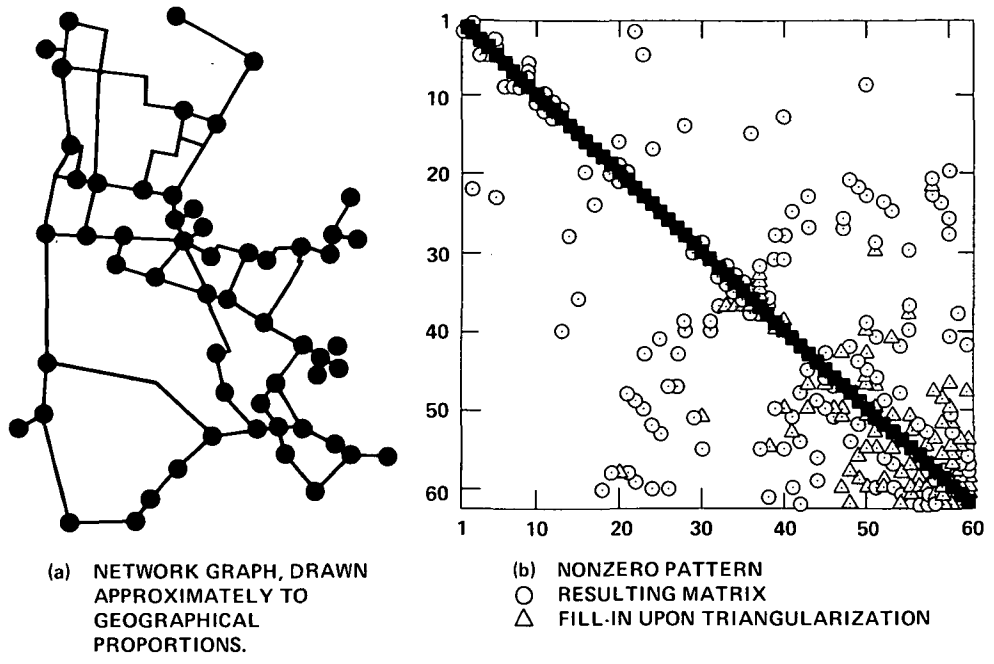 1
10
20
30
40
50
60
1 10 20 30 40 50 60
(a) NETWORK GRAPH, DRAWN
APPROXIMATELY TO
GEOGRAPHICAL
PROPORTIONS.
(b) NONZERO PATTERN
RESULTING MATRIX
FILL-IN UPON TRIANGULARIZATION